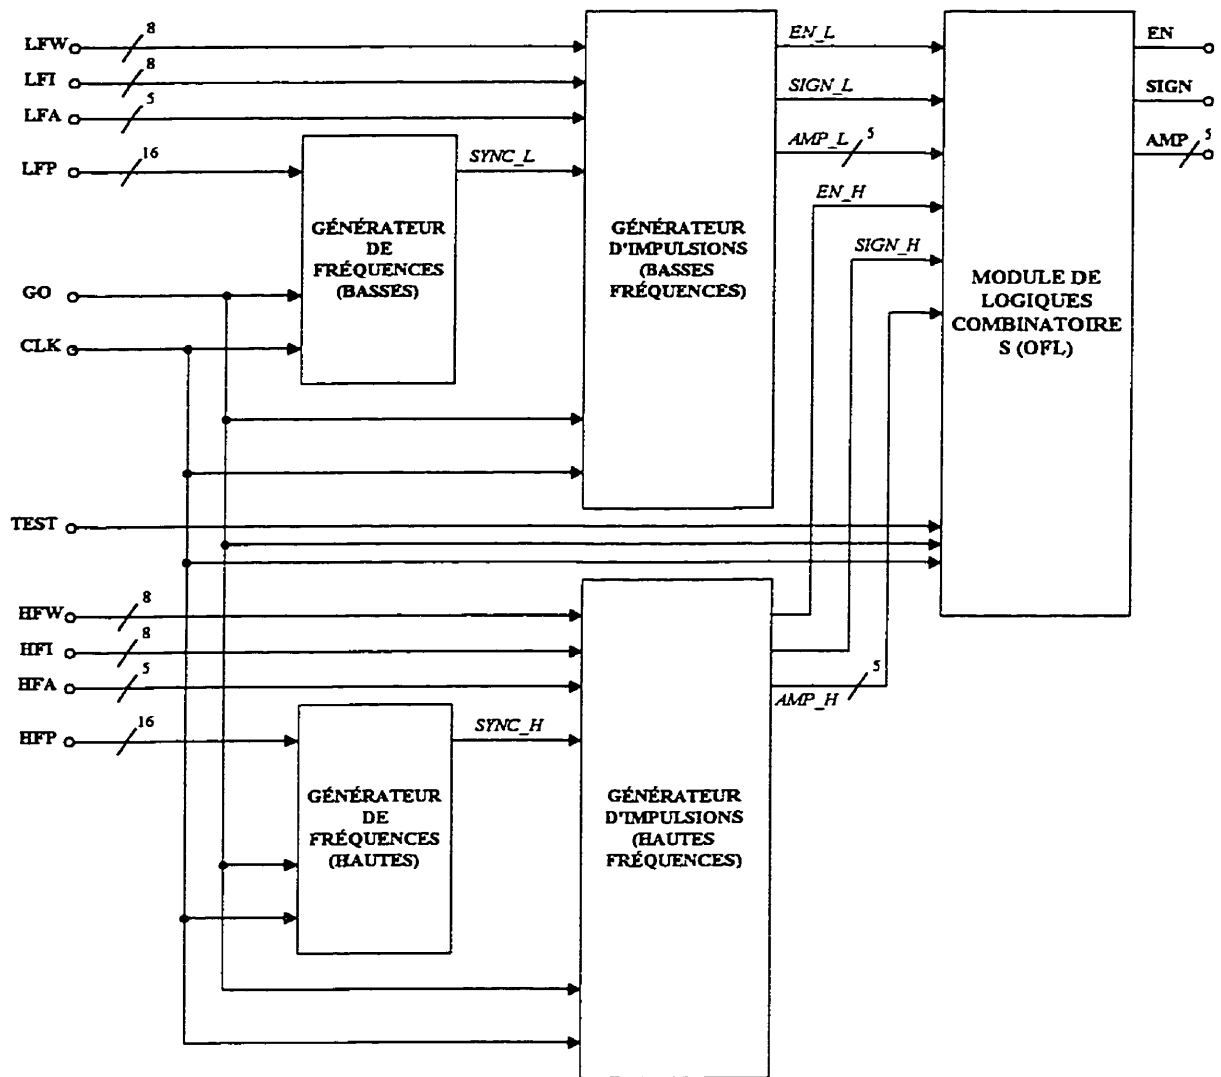 LFW
8
EN_L
EN
LFI
8
SIGN_L
SIGN
LFA
5
AMP_L
5
AMP
5
LFP
16
SYNC_L
EN_H
SIGN_H
GÉNÉRATEUR
DE
FRÉQUENCES
(BASSES)
GÉNÉRATEUR
D'IMPULSIONS
(BASSES
FRÉQUENCES)
MODULE DE
LOGIQUES
COMBINATOIRE
S (OFL)
GO
CLK
TEST
HFW
8
HFI
8
HFA
5
5
AMP_H
HFP
16
SYNC_H
GÉNÉRATEUR
DE
FRÉQUENCES
(HAUTES)
GÉNÉRATEUR
D'IMPULSIONS
(HAUTES
FRÉQUENCES)